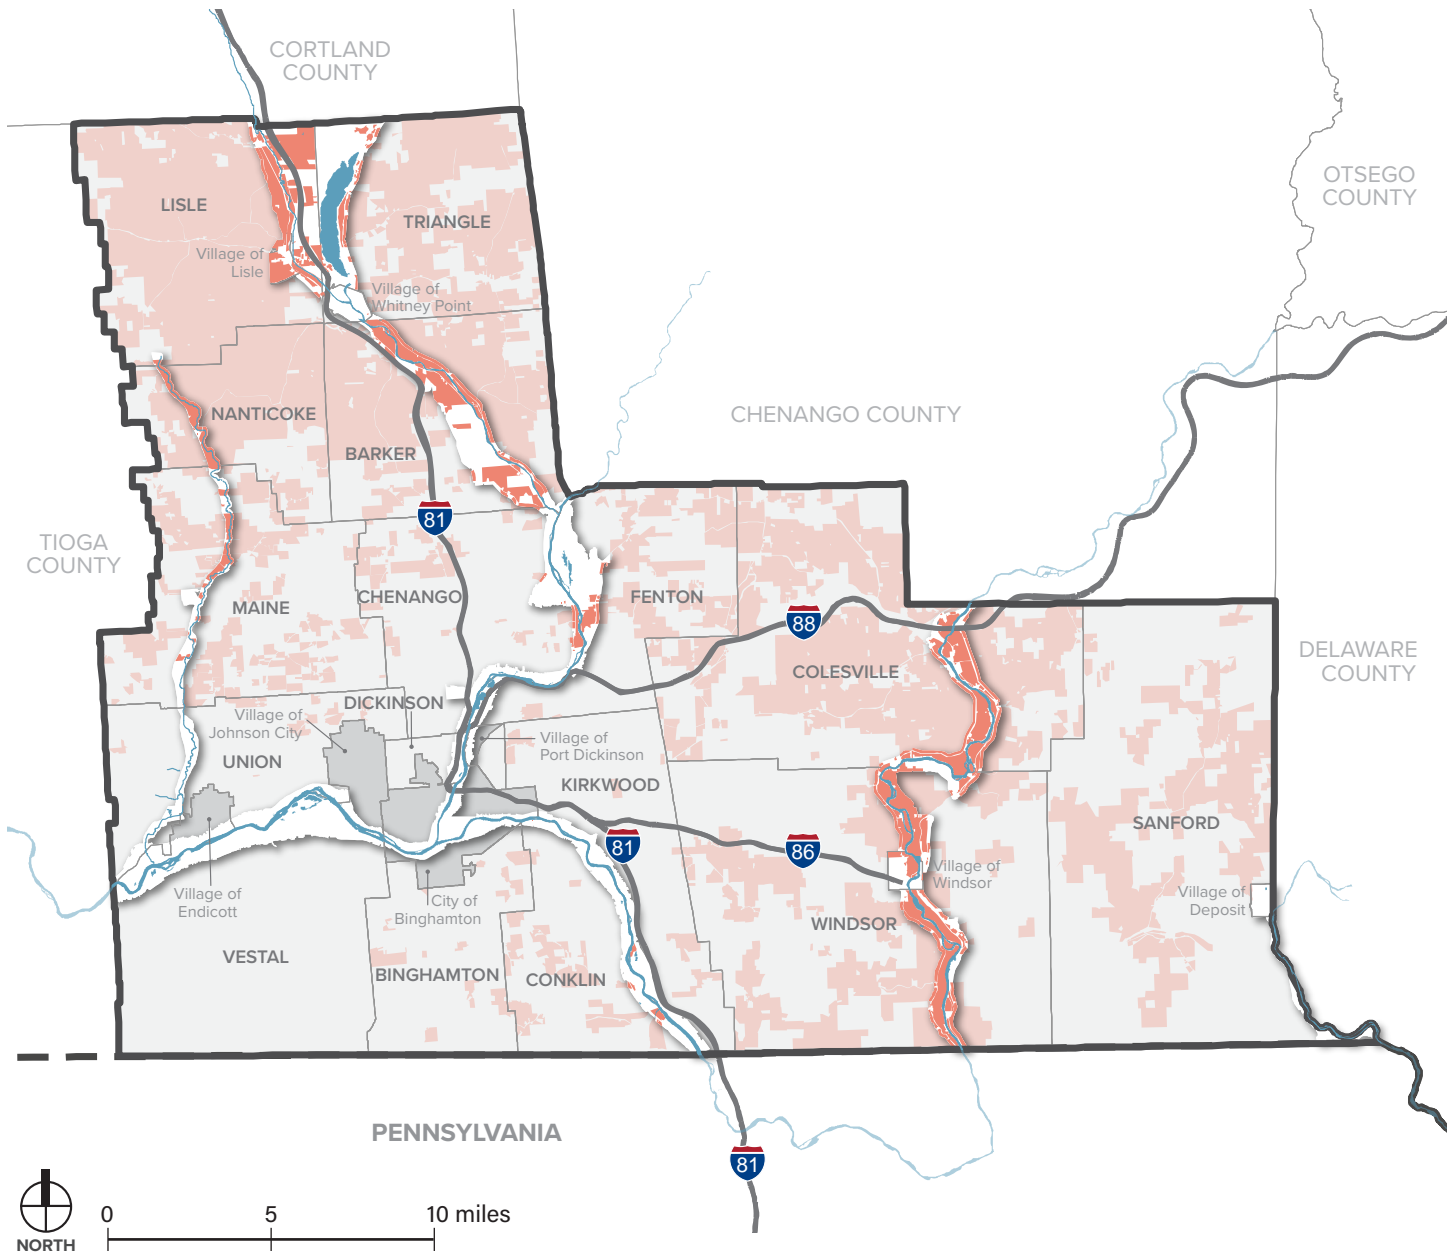 CORTLAND
COUNTY
OTSEGO
COUNTY
LISLE
TRIANGLE
Village of
Lisle
Village of
Whitney Point
NANTICOKE
CHENANGO COUNTY
BARKER
81
TIOGA
COUNTY
MAINE
CHENANGO
FENTON
88
DELAWARE
COUNTY
COLESVILLE
DICKINSON
Village of
Johnson City
Village of
Port Dickinson
UNION
KIRKWOOD
SANFORD
81
86
Village of
Windsor
Village of
Endicott
City of
Binghamton
Village of
Deposit
WINDSOR
VESTAL
BINGHAMTON
CONKLIN
PENNSYLVANIA
81
0 5 10 miles
NORTH